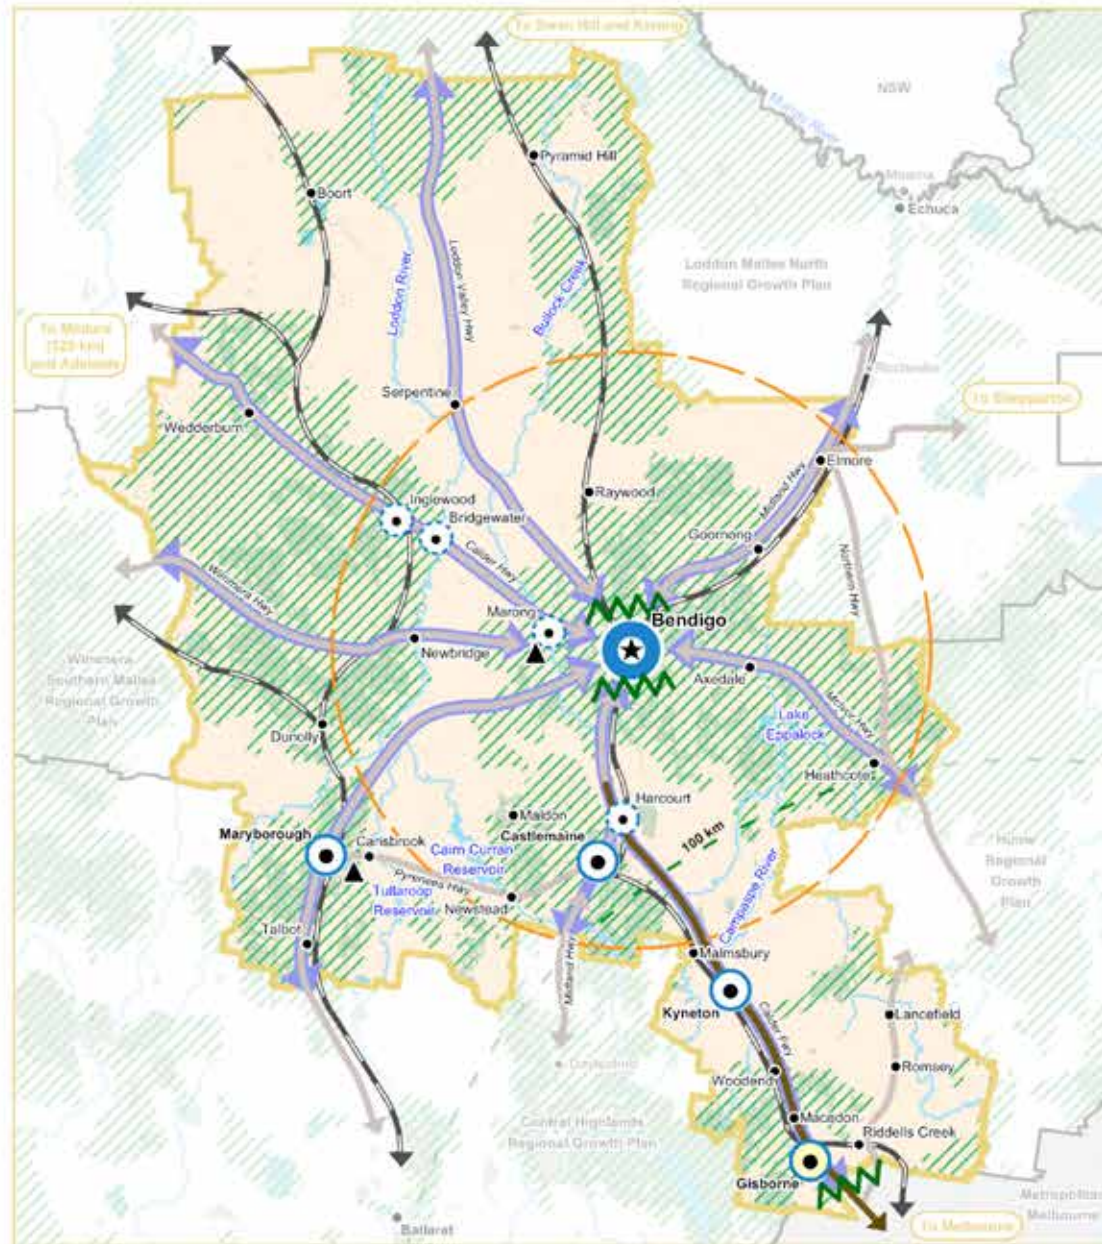 To Swan Hill and Kerang
NSW
Murray River
Moama
Echuca
Pyramid Hill
Boort
Loddon River
Loddon Valley Hwy
Bullock Creek
Loddon Mallee North
Regional Growth Plan
To Mildura
and Adelaide
Rochester
To Shepparton
Serpentine
Wedderburn
Elmore
Inglewood
Bridgewater
Raywood
Midland Hwy
Goornong
Calder Hwy
Northern Hwy
Wimmera Hwy
Marong
Bendigo
Newbridge
Axedale
McIvor Hwy
Wimmera
Southern Mallee
Regional Growth
Plan
Dunolly
Lake
Eppalock
Heathcote
Harcourt
Maldon
Castlemaine
100 km
Maryborough
Carisbrook
Cairn Curran
Reservoir
Pyrenees Hwy
Tullaroop
Reservoir
Newstead
Campaspe River
Hume
Regional
Growth
Plan
Talbot
Midland Hwy
Malmsbury
Kyneton
Calder Fwy
Lancefield
Romsey
Daylesford
Woodend
Macedon
Riddells Creek
Central Highlands
Regional Growth Plan
Gisborne
Metropolitan
Melbourne
To Melbourne
Ballarat